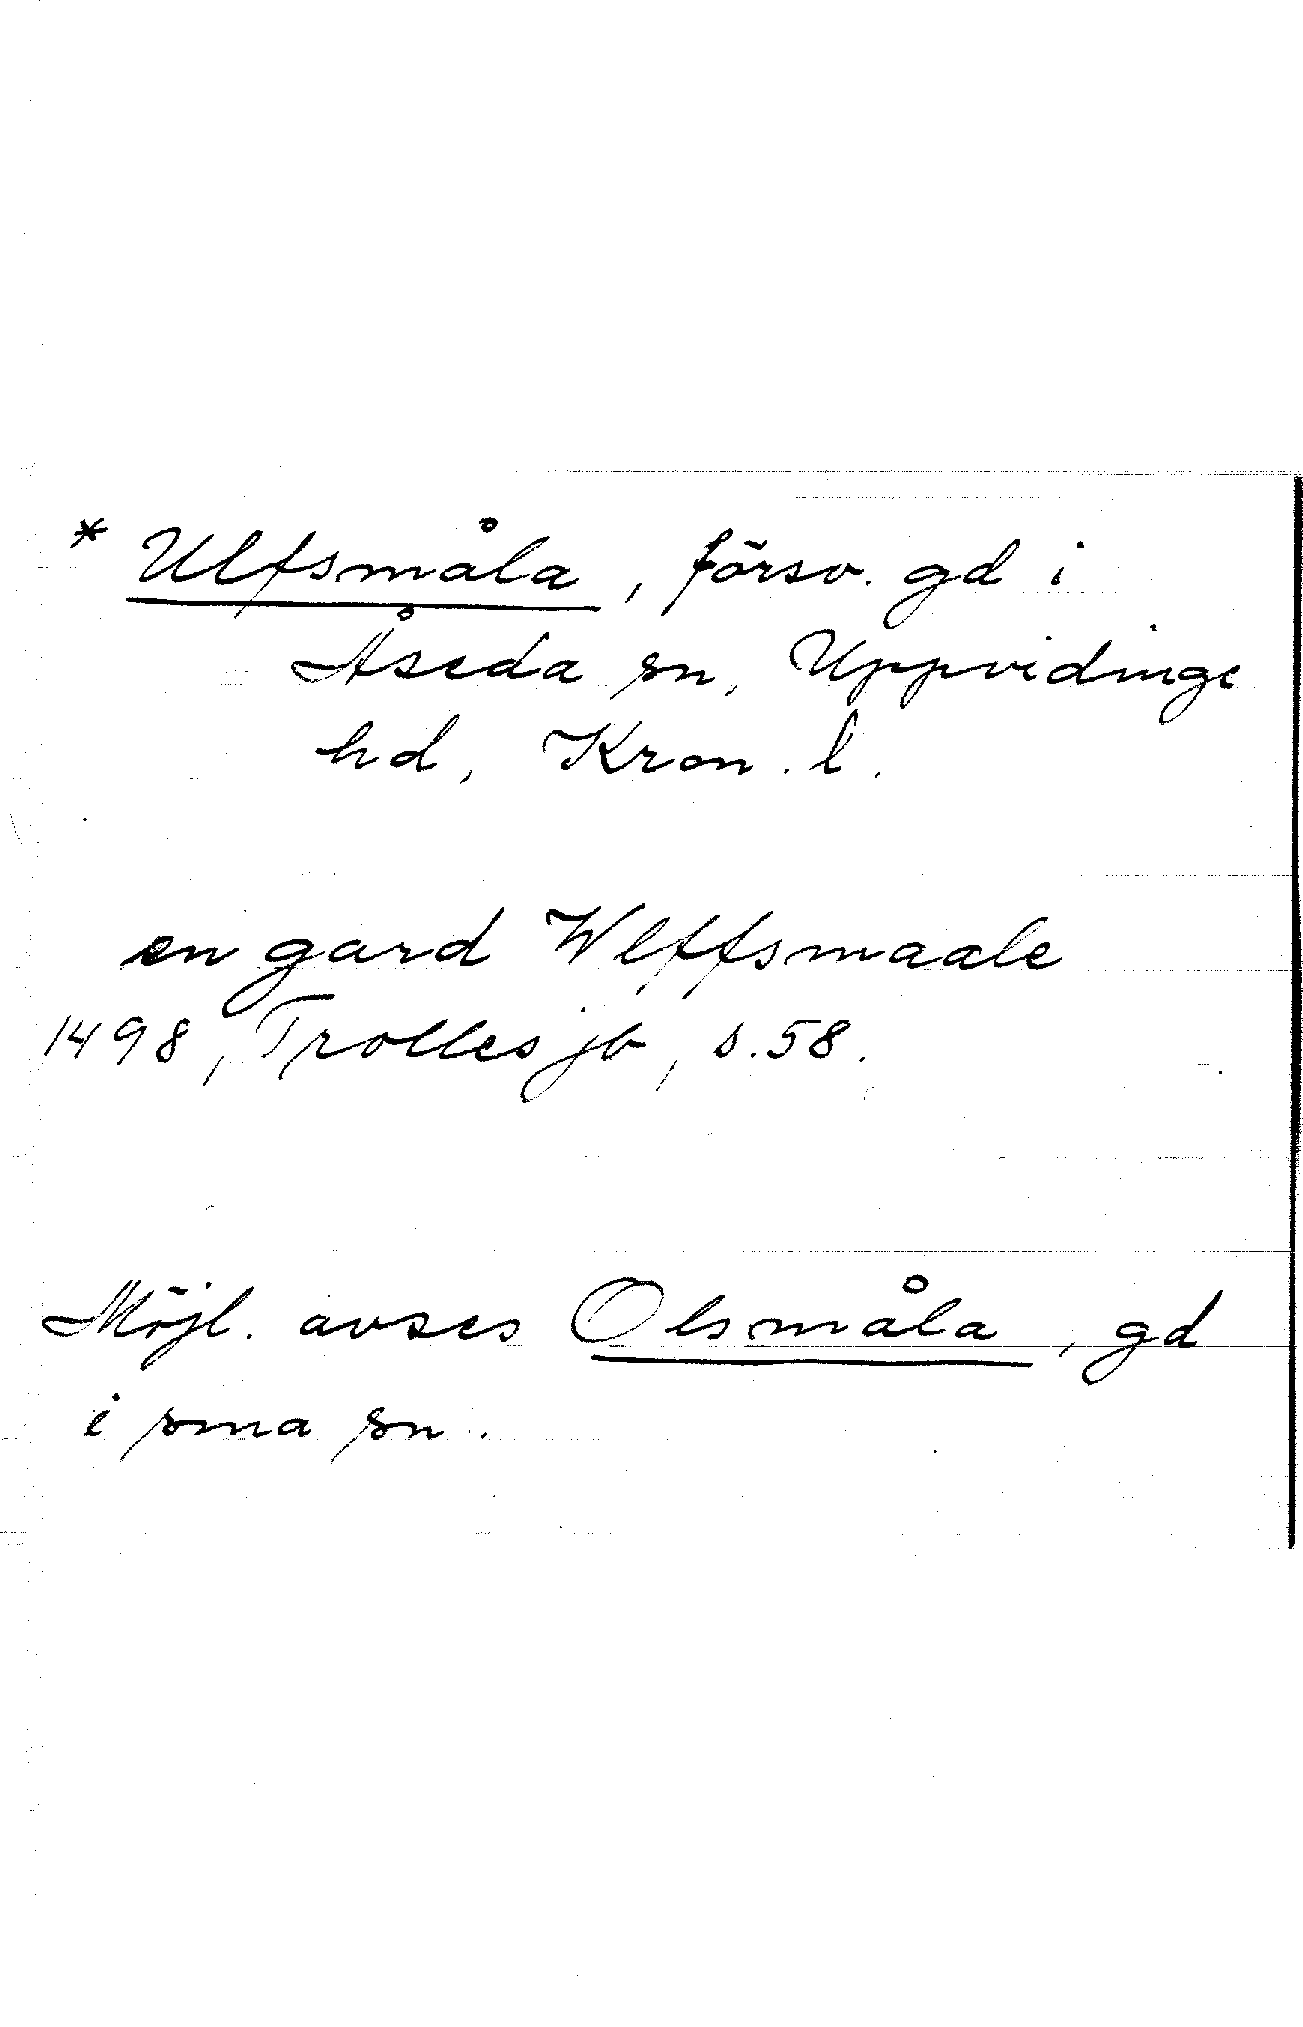 * Ulfsmåla, försv. gd i
Åseda sn, Uppvidinge
hd, Kron. l.
en gard Wlffsmaale
1498, Trolles jb, s. 58.
Möjl. avses Olsmåla, gd
i sma sn.